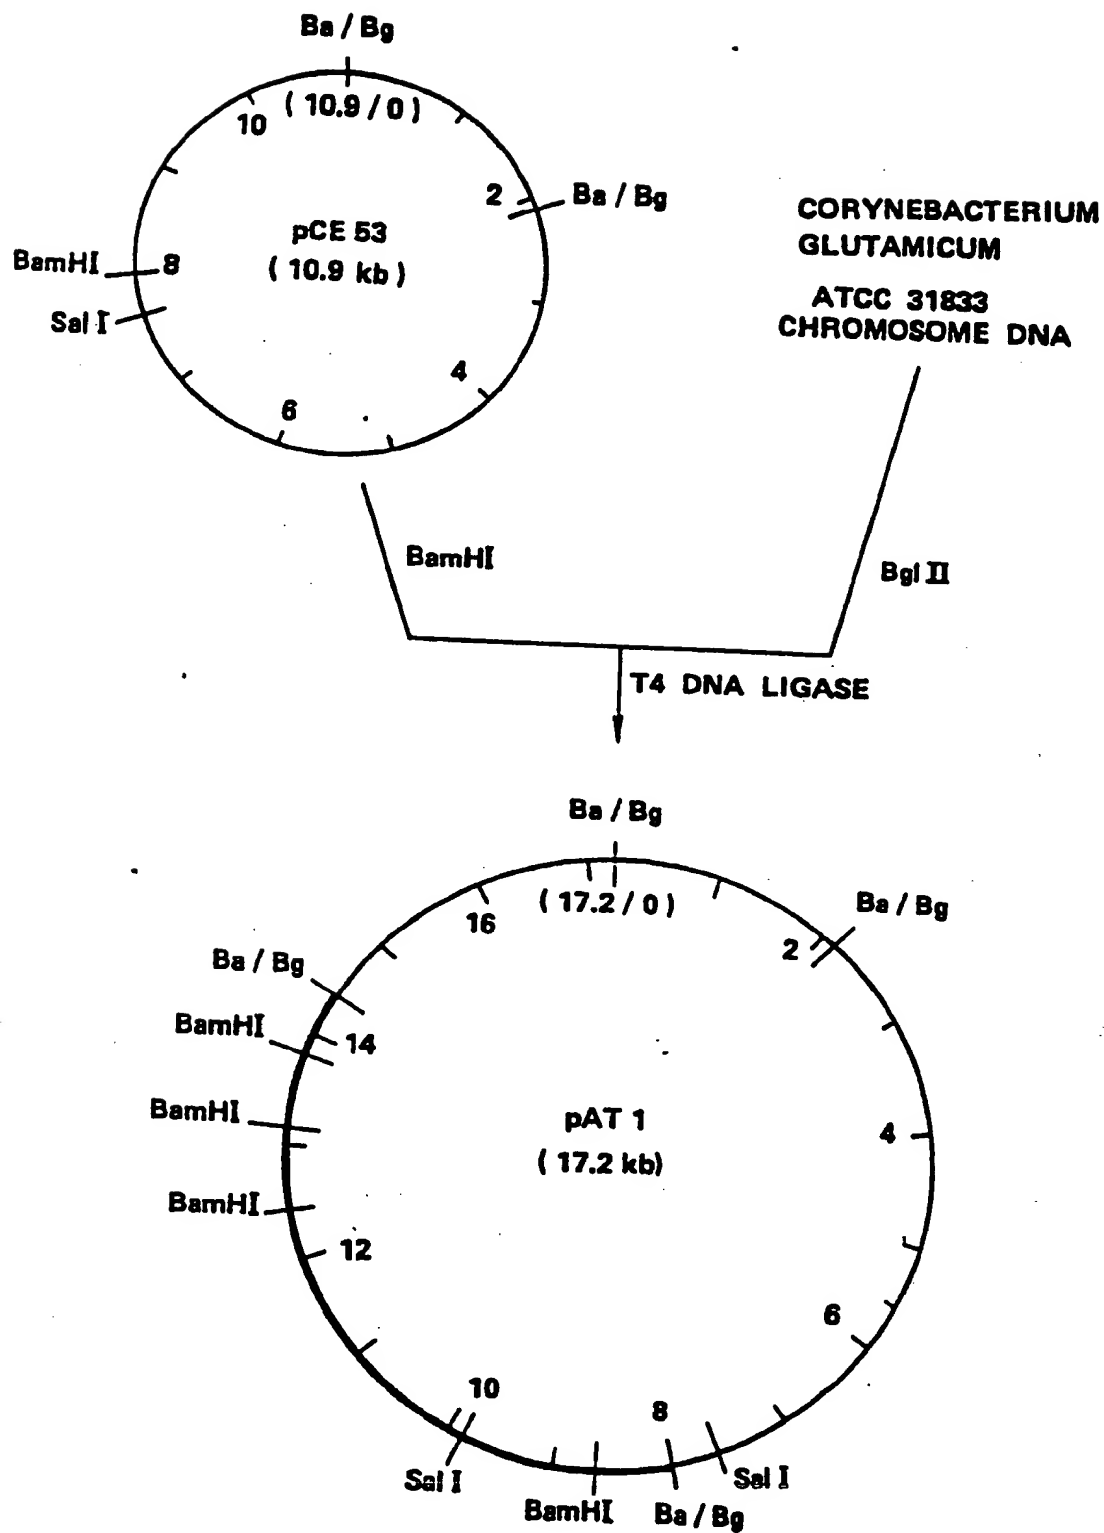 Ba / Bg
( 10.9 / 0 )
10
2
Ba / Bg
pCE 53
( 10.9 kb )
BamHI
8
Sal I
4
6
CORYNEBACTERIUM
GLUTAMICUM
ATCC 31833
CHROMOSOME DNA
BamHI
Bgl II
T4 DNA LIGASE
Ba / Bg
( 17.2 / 0 )
16
2
Ba / Bg
Ba / Bg
BamHI
14
BamHI
pAT 1
( 17.2 kb)
4
BamHI
12
6
10
8
Sal I
BamHI
Ba / Bg
Sal I